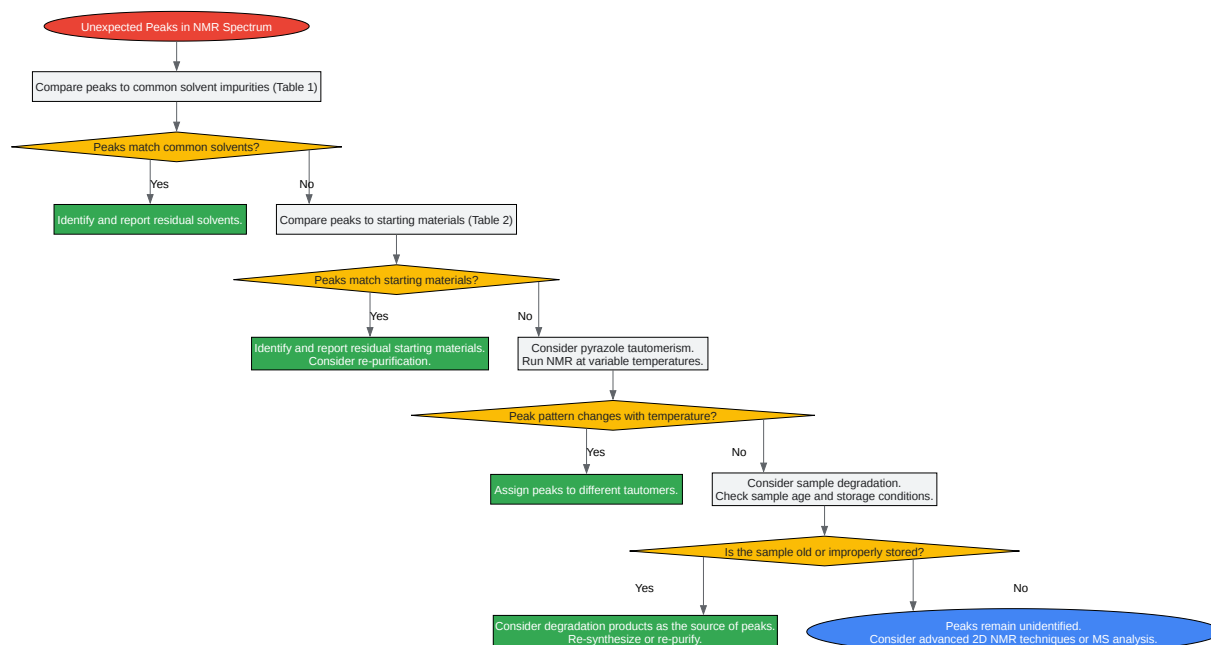 Unexpected Peaks in NMR Spectrum
Compare peaks to common solvent impurities (Table 1)
Peaks match common solvents?
Yes
No
Identify and report residual solvents.
Compare peaks to starting materials (Table 2)
Peaks match starting materials?
Yes
No
Identify and report residual starting materials.
Consider re-purification.
Consider pyrazole tautomerism.
Run NMR at variable temperatures.
Peak pattern changes with temperature?
Yes
No
Assign peaks to different tautomers.
Consider sample degradation.
Check sample age and storage conditions.
Is the sample old or improperly stored?
Yes
No
Consider degradation products as the source of peaks.
Re-synthesize or re-purify.
Peaks remain unidentified.
Consider advanced 2D NMR techniques or MS analysis.